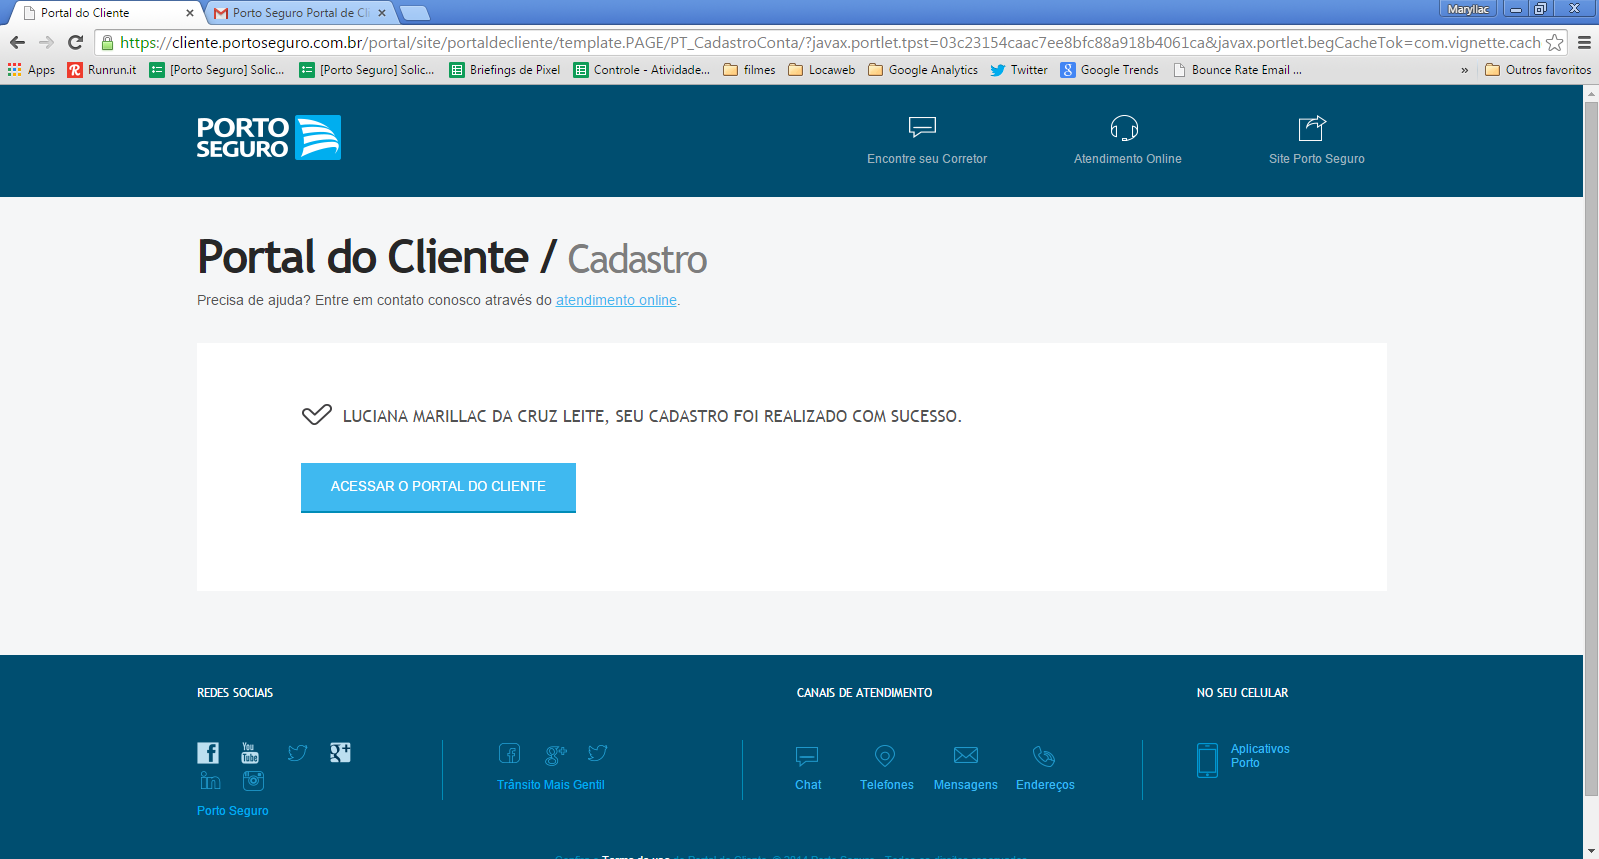 Portal do Cliente
Porto Seguro Portal de Cli
Maryllac
https://cliente.portoseguro.com.br/portal/site/portaldecliente/template.PAGE/PT_CadastroConta/?javax.portlet.tpst=03c23154caac7ee8bfc88a918b4061ca&javax.portlet.begCacheTok=com.vignette.cach
Apps
Runrun.it
[Porto Seguro] Solic...
[Porto Seguro] Solic...
Briefings de Pixel
Controle - Atividade...
filmes
Locaweb
Google Analytics
Twitter
Google Trends
Bounce Rate Email ...
»
Outros favoritos
PORTO
SEGURO
Encontre seu Corretor
Atendimento Online
Site Porto Seguro
Portal do Cliente / Cadastro
Precisa de ajuda? Entre em contato conosco através do atendimento online.
LUCIANA MARILLAC DA CRUZ LEITE, SEU CADASTRO FOI REALIZADO COM SUCESSO.
ACESSAR O PORTAL DO CLIENTE
REDES SOCIAIS
Porto Seguro
Trânsito Mais Gentil
CANAIS DE ATENDIMENTO
Chat
Telefones
Mensagens
Endereços
NO SEU CELULAR
Aplicativos
Porto